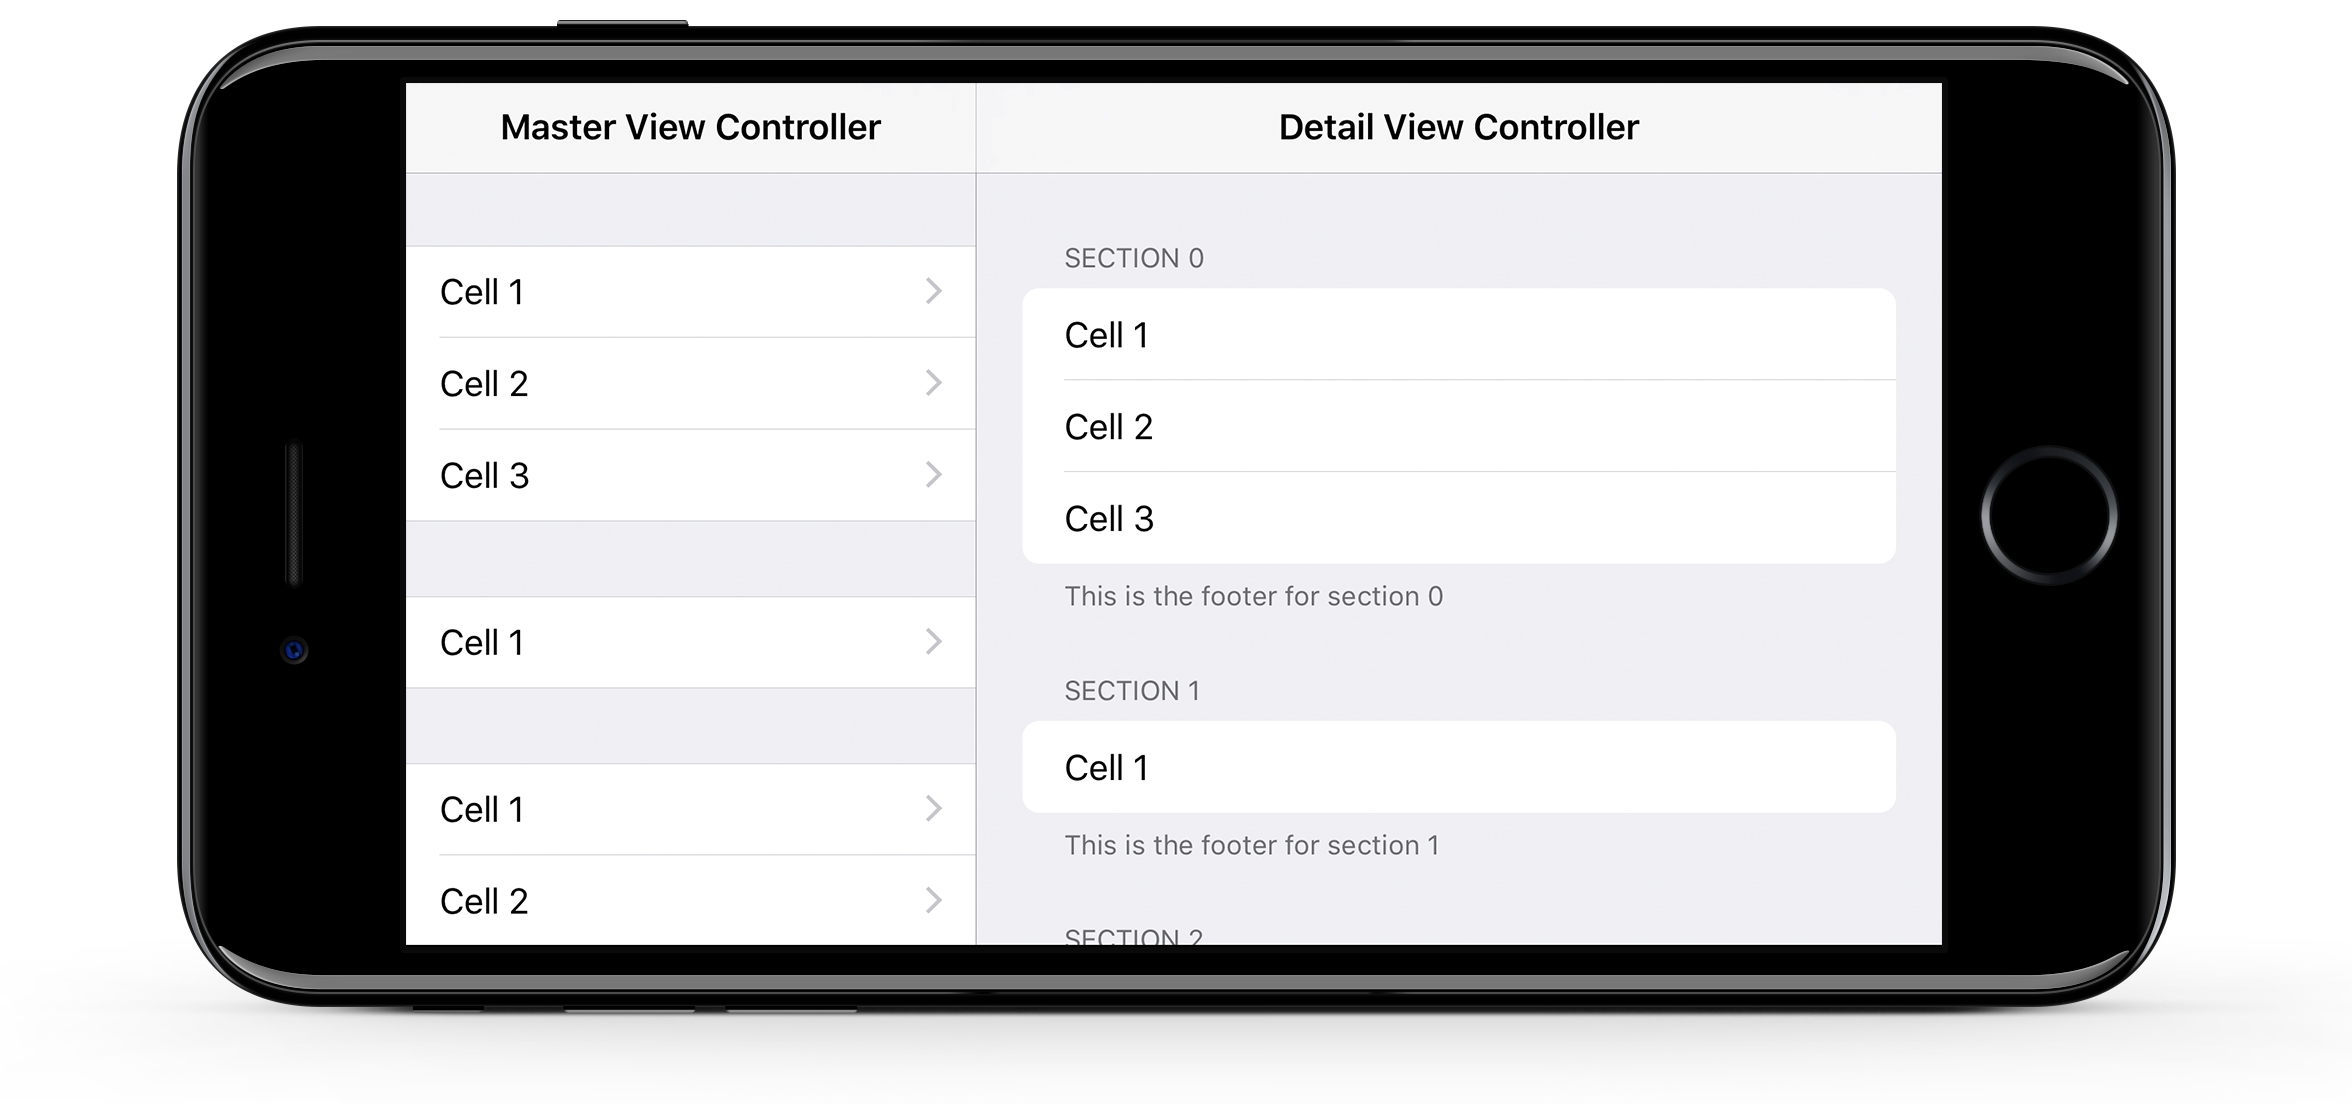 Master View Controller
Cell 1
Cell 2
Cell 3
Cell 1
Cell 1
Cell 2
Detail View Controller
SECTION 0
Cell 1
Cell 2
Cell 3
This is the footer for section 0
SECTION 1
Cell 1
This is the footer for section 1
SECTION 2